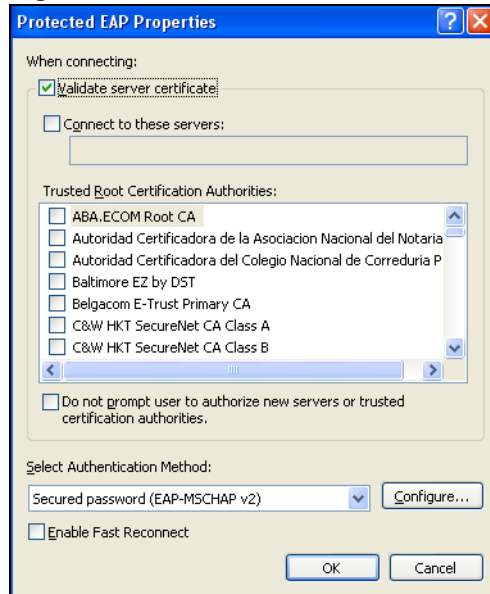 Protected EAP Properties
When connecting:
Validate server certificate
Connect to these servers:
Trusted Root Certification Authorities:
ABA.ECOM Root CA
Autoridad Certificadora de la Asociacion Nacional del Notaria
Autoridad Certificadora del Colegio Nacional de Correduria P
Baltimore EZ by DST
Belgacom E-Trust Primary CA
C&W HKT SecureNet CA Class A
C&W HKT SecureNet CA Class B
Do not prompt user to authorize new servers or trusted
certification authorities.
Select Authentication Method:
Secured password (EAP-MSCHAP v2)
Configure...
Enable Fast Reconnect
OK
Cancel